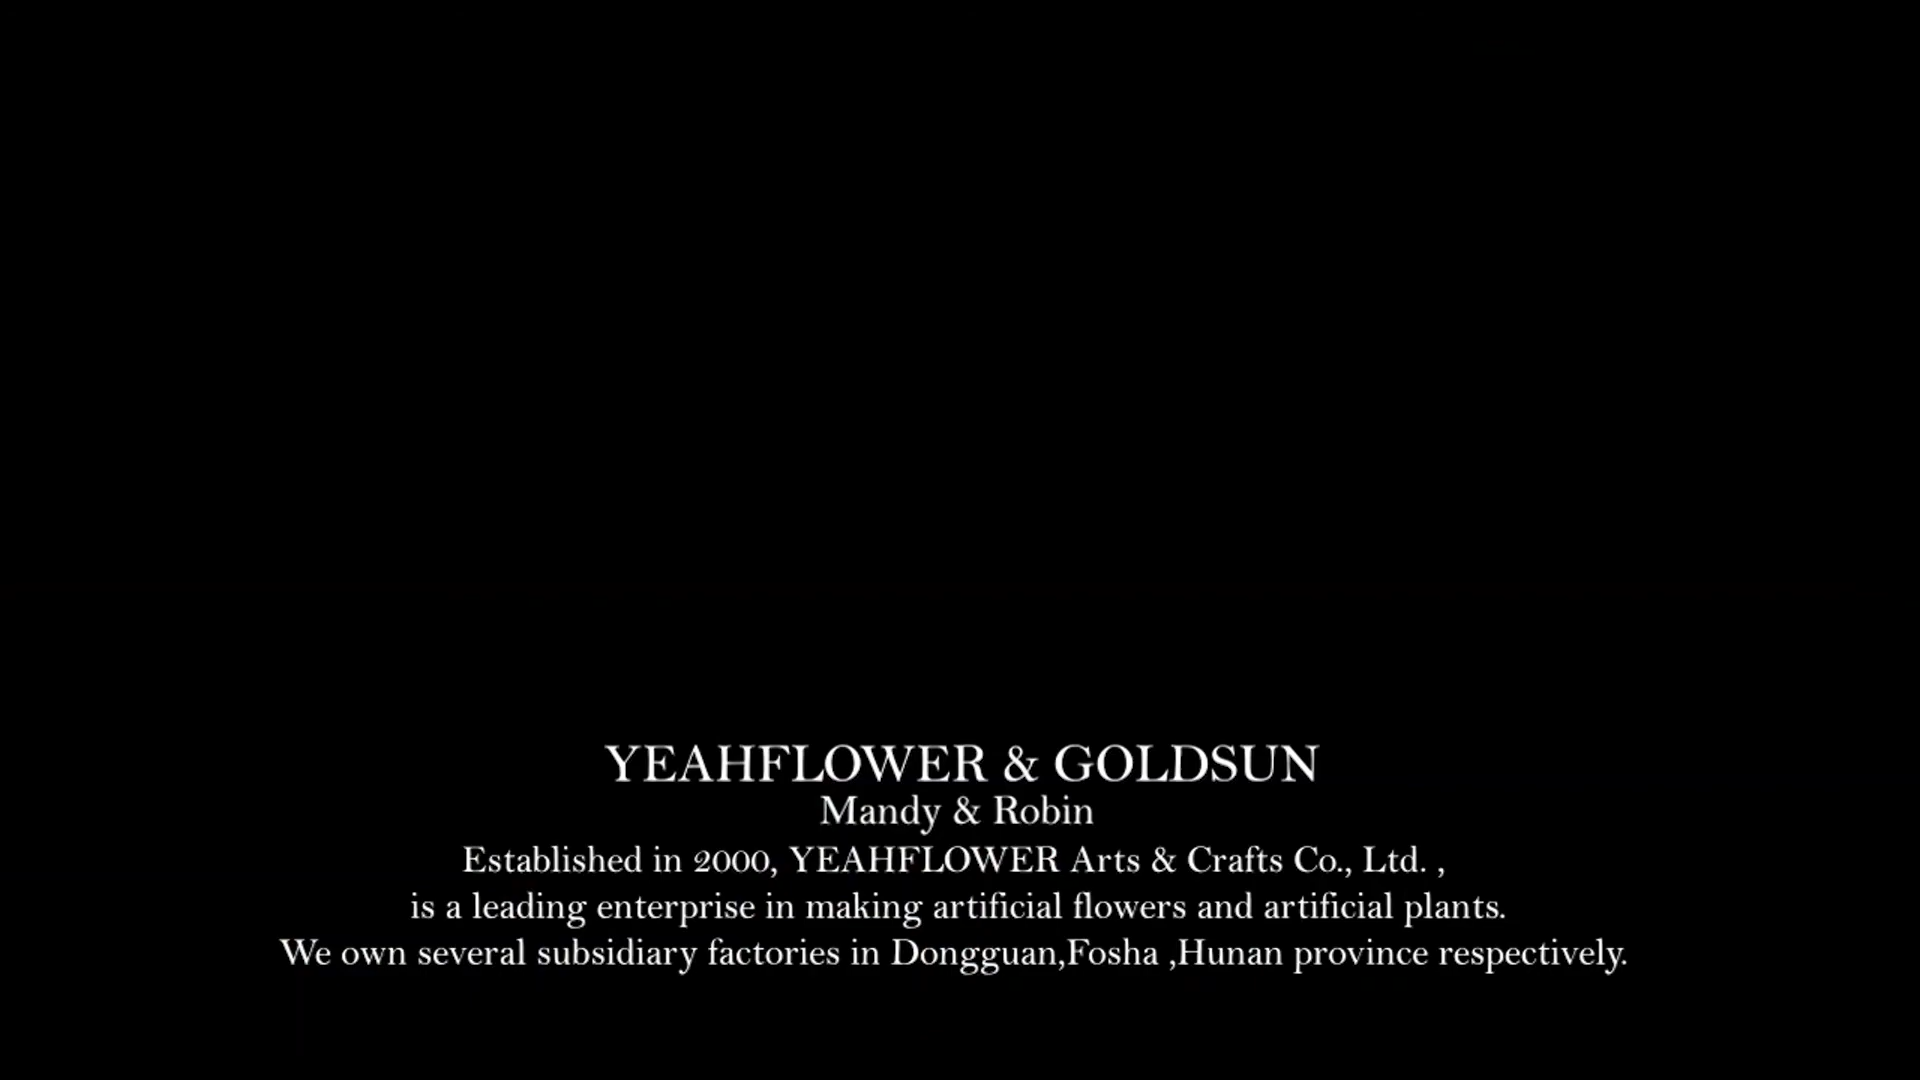 YEAHFLOWER & GOLDSUN
Mandy & Robin
Established in 2000, YEAHFLOWER Arts & Crafts Co., Ltd. ,
is a leading enterprise in making artificial flowers and artificial plants.
We own several subsidiary factories in Dongguan,Fosha ,Hunan province respectively.